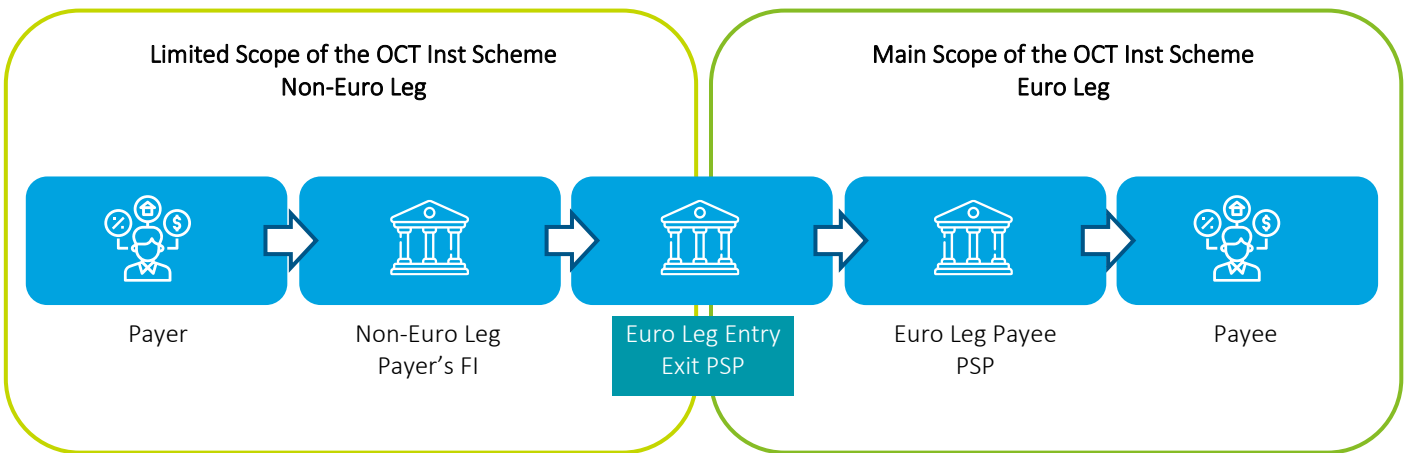 Limited Scope of the OCT Inst Scheme
Non-Euro Leg
Main Scope of the OCT Inst Scheme
Euro Leg
%
$
%
$
Payer
Non-Euro Leg
Payer’s FI
Euro Leg Entry
Exit PSP
Euro Leg Payee
PSP
Payee